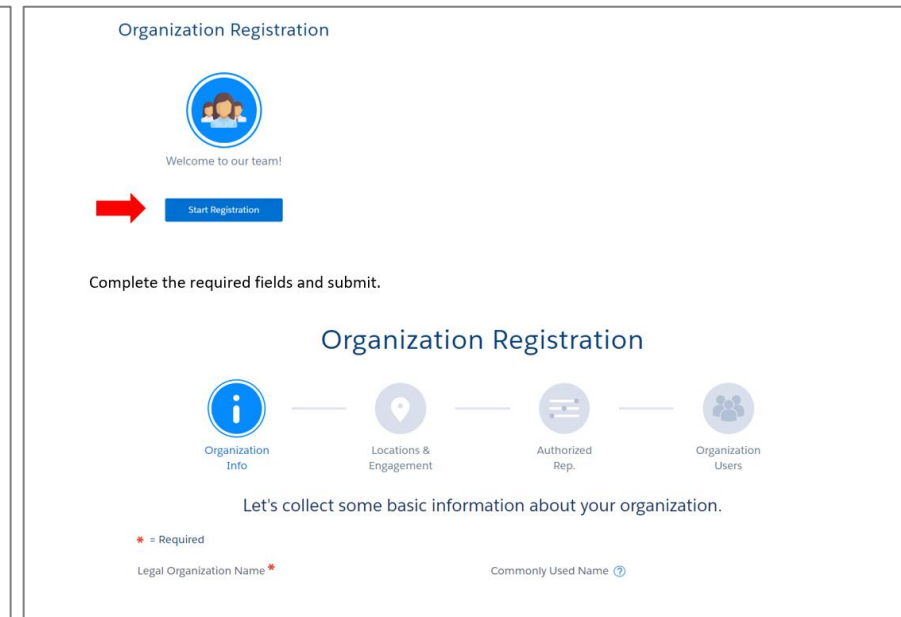 Organization Registration
Welcome to our team!
Start Registration
Complete the required fields and submit.
Organization Registration
Organization
Info
Locations &
Engagement
Authorized
Rep.
Organization
Users
Let's collect some basic information about your organization.
* = Required
Legal Organization Name *
Commonly Used Name ?